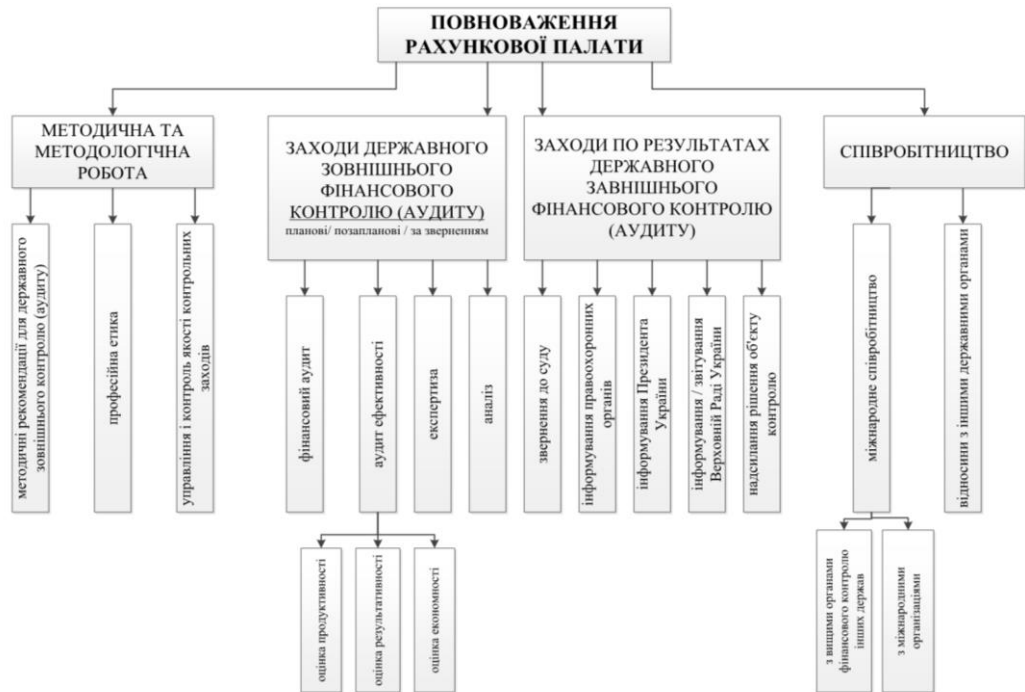 ПОВНОВАЖЕННЯ
РАХУНКОВОЇ ПАЛАТИ
МЕТОДИЧНА ТА
МЕТОДОЛОГІЧНА
РОБОТА
ЗАХОДИ ДЕРЖАВНОГО
ЗОВНІШНЬОГО
ФІНАНСОВОГО
КОНТРОЛЮ (АУДИТУ)
планові/ позапланові / за зверненням
ЗАХОДИ ПО РЕЗУЛЬТАТАХ
ДЕРЖАВНОГО
ЗАВНІШНЬОГО
ФІНАНСОВОГО КОНТРОЛЮ
(АУДИТУ)
СПІВРОБІТНИЦТВО
методичні рекомендації для державного
зовнішнього контролю (аудиту)
професійна етика
управління і контроль якості контрольних
заходів
фінансовий аудит
аудит ефективності
експертиза
аналіз
звернення до суду
інформування правоохоронних
органів
інформування Президента
України
інформування / звітування
Верховній Раді України
надсилання рішення об'єкту
контролю
міжнародне співробітництво
відносини з іншими державними органами
оцінка продуктивності
оцінка результативності
оцінка економності
з вищими органами
фінансового контролю
інших держав
з міжнародними
організаціями